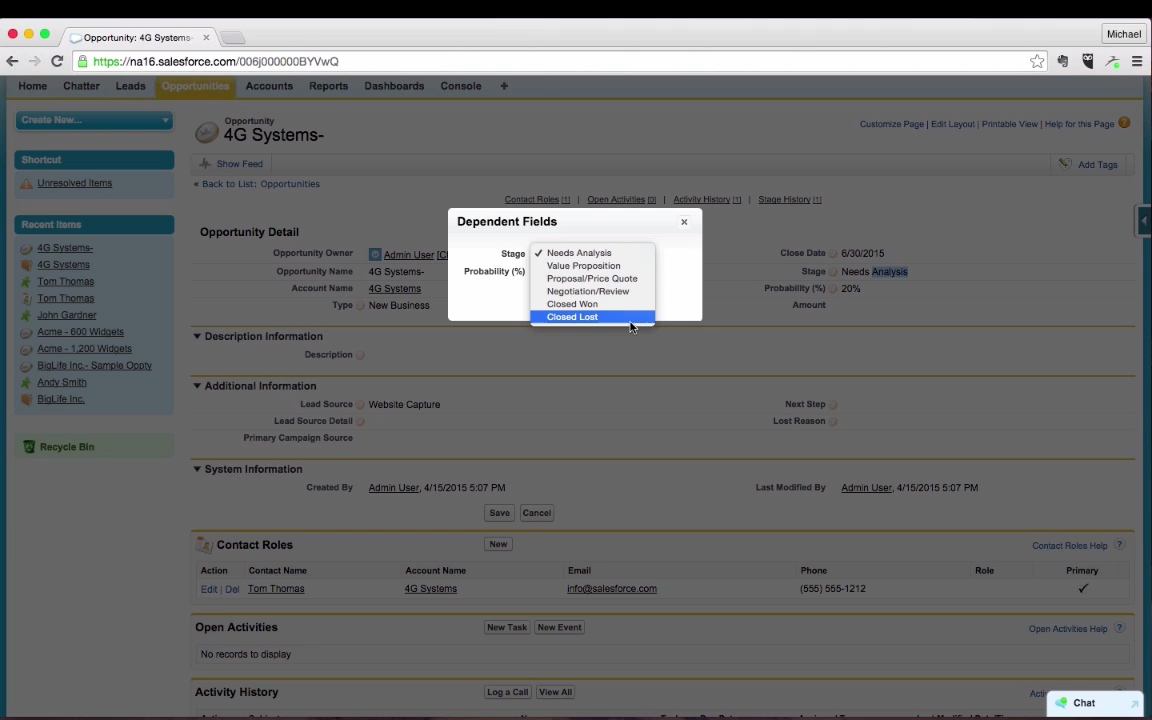 Opportunity: 4G Systems-
Michael
https://na16.salesforce.com/006j000000BYVwQ
Home Chatter Leads Opportunities Accounts Reports Dashboards Console +
Create New...
Shortcut
Unresolved Items
Recent Items
4G Systems-
4G Systems
Tom Thomas
Tom Thomas
John Gardner
Acme - 600 Widgets
Acme - 1,200 Widgets
BigLife Inc.- Sample Oppty
Andy Smith
BigLife Inc.
Recycle Bin
Opportunity
4G Systems-
Customize Page | Edit Layout | Printable View | Help for this Page
Show Feed
Add Tags
« Back to List: Opportunities
Contact Roles [1] | Open Activities [0] | Activity History [1] | Stage History [1]
Dependent Fields
Stage
Probability (%)
Needs Analysis
Value Proposition
Proposal/Price Quote
Negotiation/Review
Closed Won
Closed Lost
Opportunity Detail
Opportunity Owner Admin User
Close Date 6/30/2015
Opportunity Name 4G Systems-
Stage Needs Analysis
Account Name 4G Systems
Probability (%) 20%
Type New Business
Amount
Description Information
Description
Additional Information
Lead Source Website Capture
Next Step
Lead Source Detail
Lost Reason
Primary Campaign Source
System Information
Created By Admin User, 4/15/2015 5:07 PM
Last Modified By Admin User, 4/15/2015 5:07 PM
Save Cancel
Contact Roles New Contact Roles Help ?
Action Contact Name Account Name Email Phone Role Primary
Edit | Del Tom Thomas 4G Systems info@salesforce.com (555) 555-1212
Open Activities New Task New Event Open Activities Help ?
No records to display
Activity History Log a Call View All
Chat